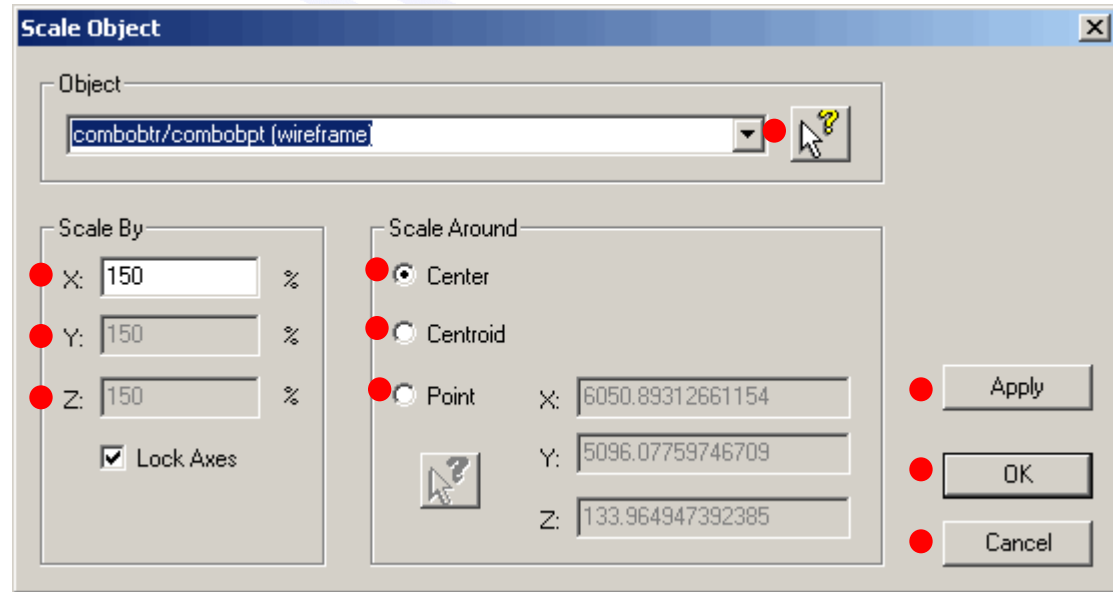 Scale Object
Object
combobtr/combobpt (wireframe)
Scale By
X: 150 %
Y: 150 %
Z: 150 %
Lock Axes
Scale Around
Center
Centroid
Point
X: 6050.89312661154
Y: 5096.07759746709
Z: 133.964947392385
Apply
OK
Cancel